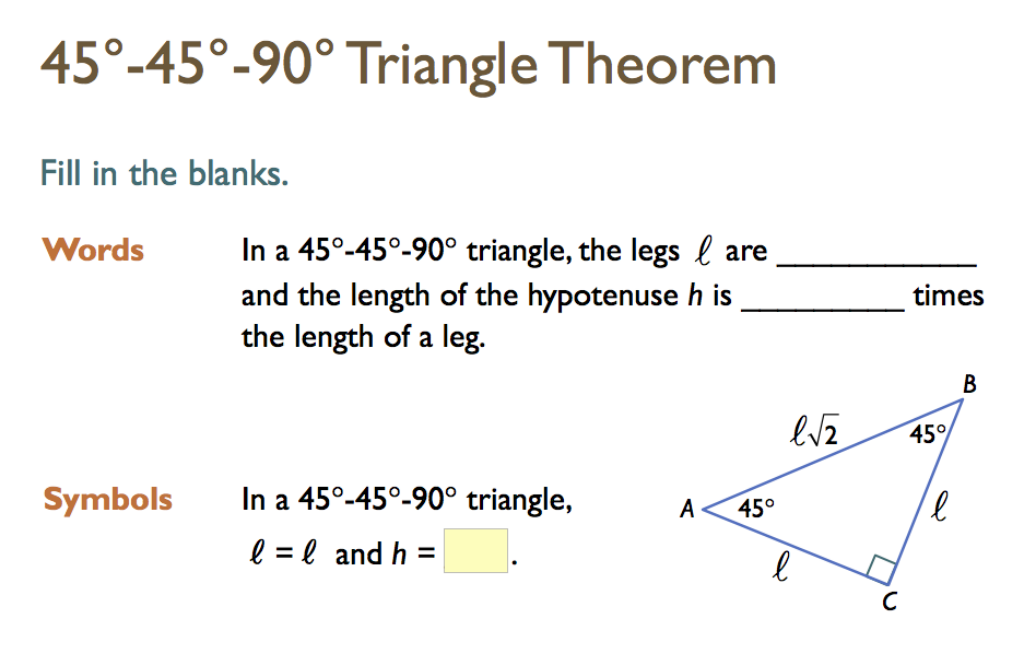 45°-45°-90° Triangle Theorem
Fill in the blanks.
Words
In a 45°-45°-90° triangle, the legs ℓ are ___________
and the length of the hypotenuse h is _________ times
the length of a leg.
B
ℓ√2
45°
Symbols
In a 45°-45°-90° triangle,
A
45°
ℓ
ℓ = ℓ and h = .
ℓ
C